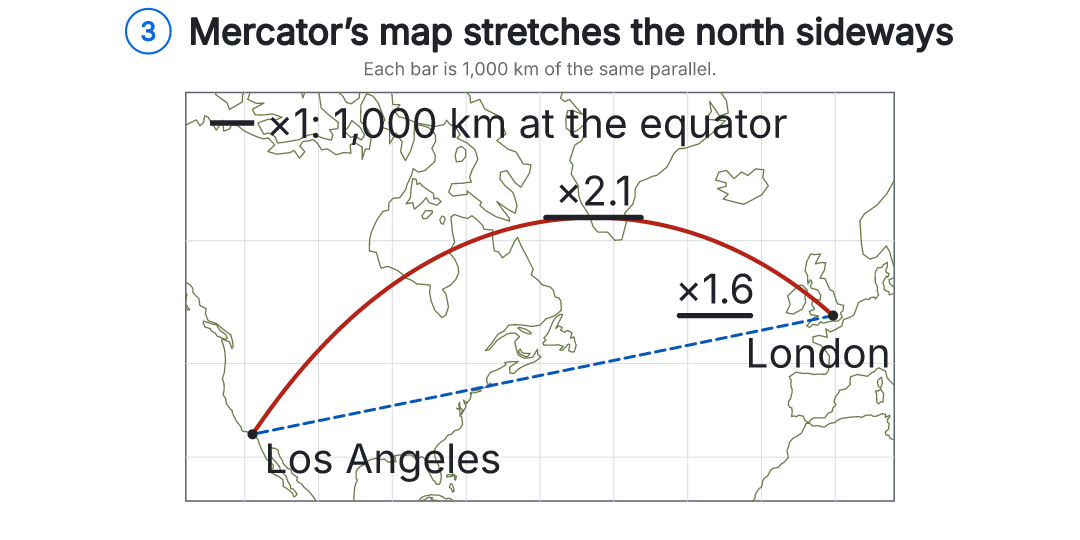 3 Mercator’s map stretches the north sideways
Each bar is 1,000 km of the same parallel.
×1: 1,000 km at the equator
×2.1
×1.6
London
Los Angeles